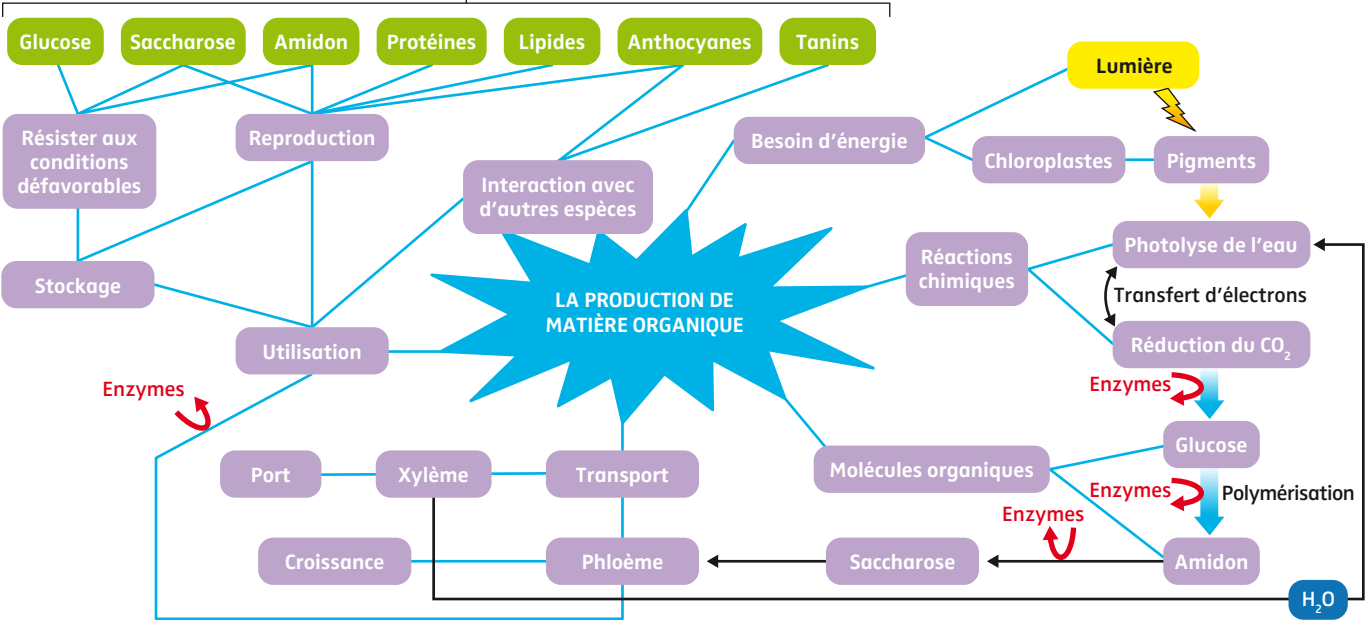 Glucose
Saccharose
Amidon
Protéines
Lipides
Anthocyanes
Tanins
Lumière
Résister aux
conditions
défavorables
Reproduction
Besoin d'énergie
Chloroplastes
Pigments
Interaction avec
d'autres espèces
Photolyse de l'eau
Réactions
chimiques
Stockage
Transfert d'électrons
LA PRODUCTION DE
MATIÈRE ORGANIQUE
Utilisation
Réduction du CO₂
Enzymes
Enzymes
Glucose
Port
Xylème
Transport
Molécules organiques
Enzymes
Polymérisation
Enzymes
Croissance
Phloème
Saccharose
Amidon
H₂O